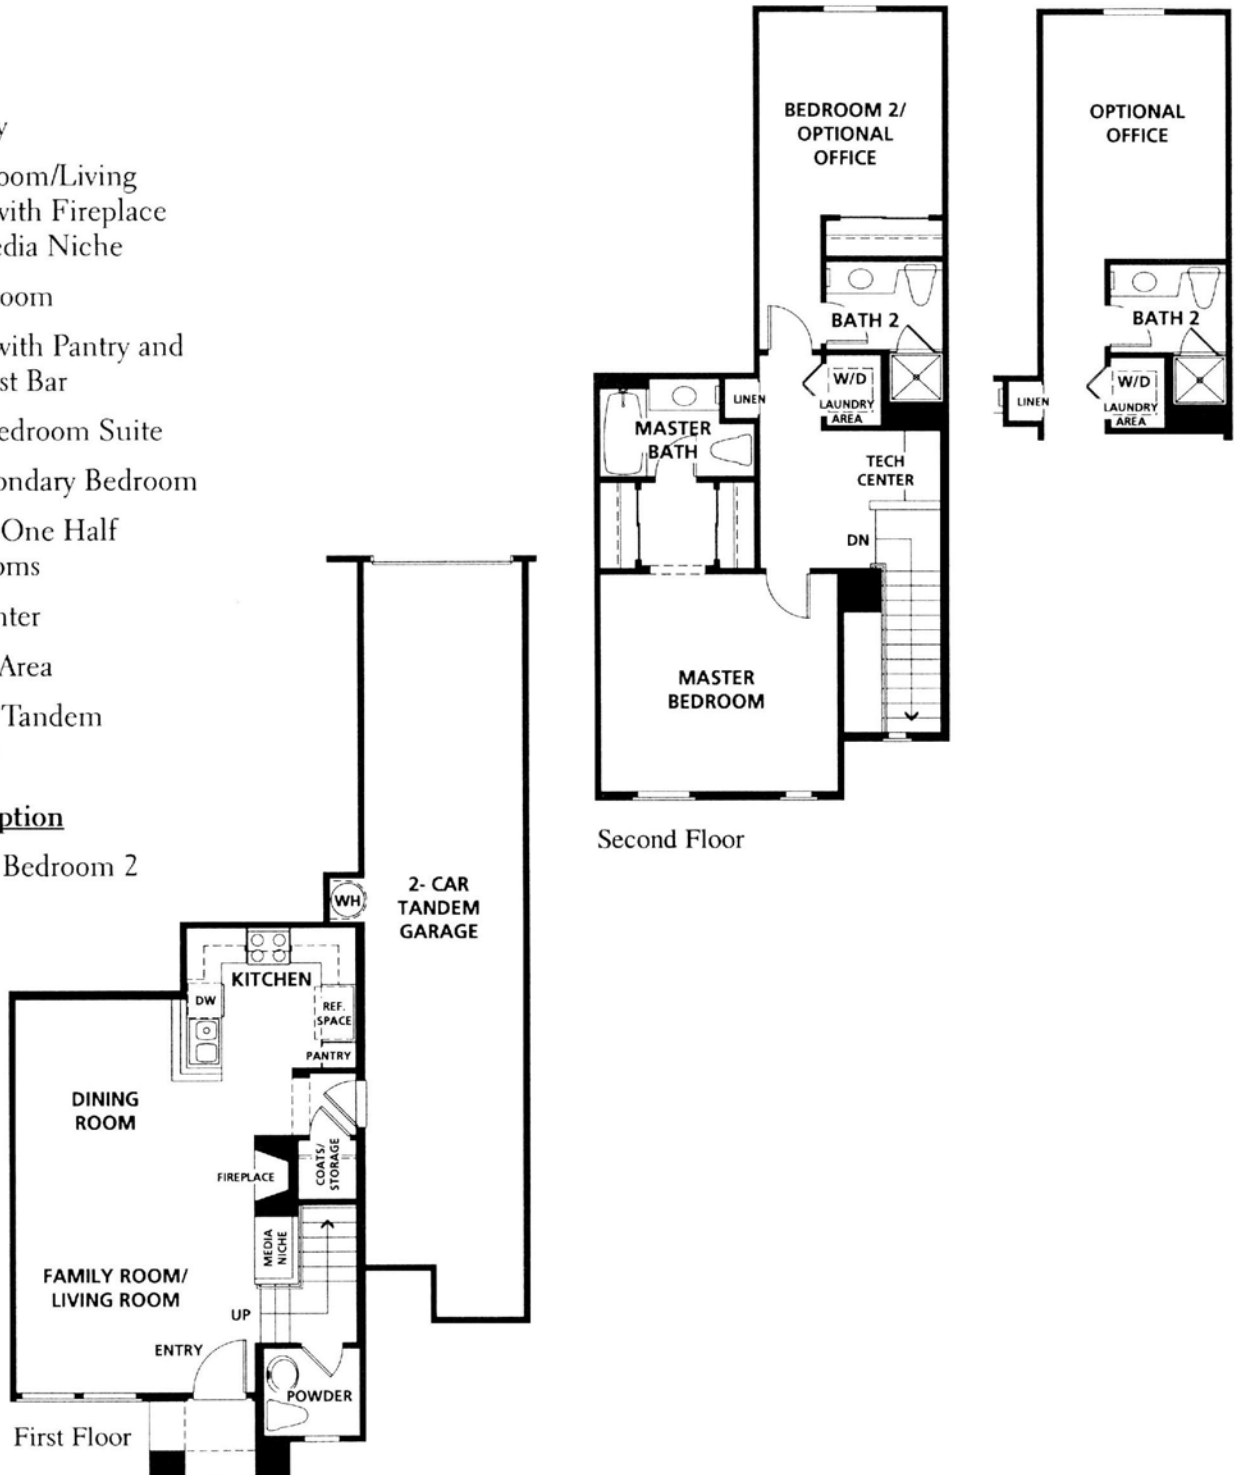 y
oom/Living
with Fireplace
edia Niche
oom
with Pantry and
st Bar
edroom Suite
ondary Bedroom
One Half
oms
nter
Area
Tandem
ption
Bedroom 2
BEDROOM 2/
OPTIONAL
OFFICE
BATH 2
W/D
LAUNDRY
AREA
LINEN
MASTER
BATH
TECH
CENTER
DN
MASTER
BEDROOM
Second Floor
OPTIONAL
OFFICE
BATH 2
W/D
LAUNDRY
AREA
LINEN
2- CAR
TANDEM
GARAGE
WH
KITCHEN
DW
REF.
SPACE
PANTRY
DINING
ROOM
COATS/
STORAGE
FIREPLACE
MEDIA
NICHE
FAMILY ROOM/
LIVING ROOM
UP
ENTRY
POWDER
First Floor